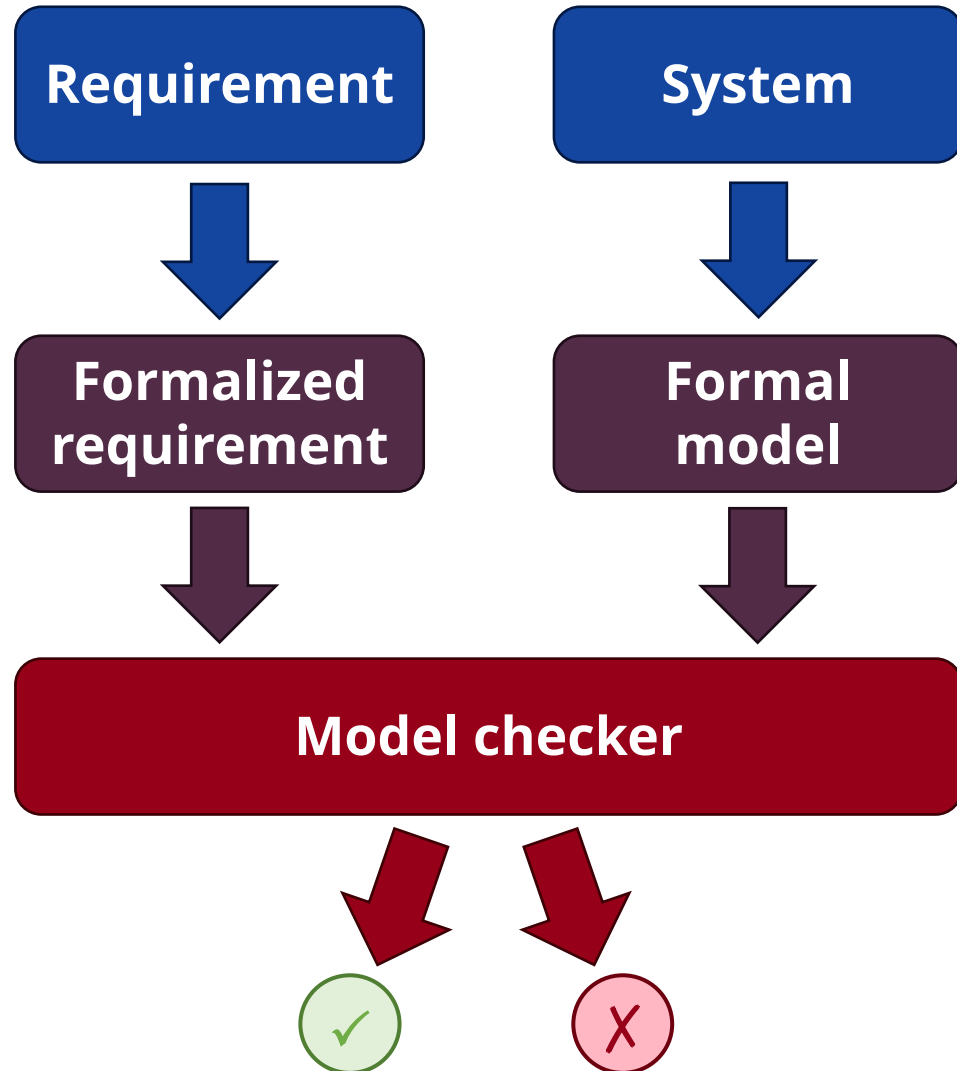 Requirement
System
Formalized
requirement
Formal
model
Model checker
✓
✗